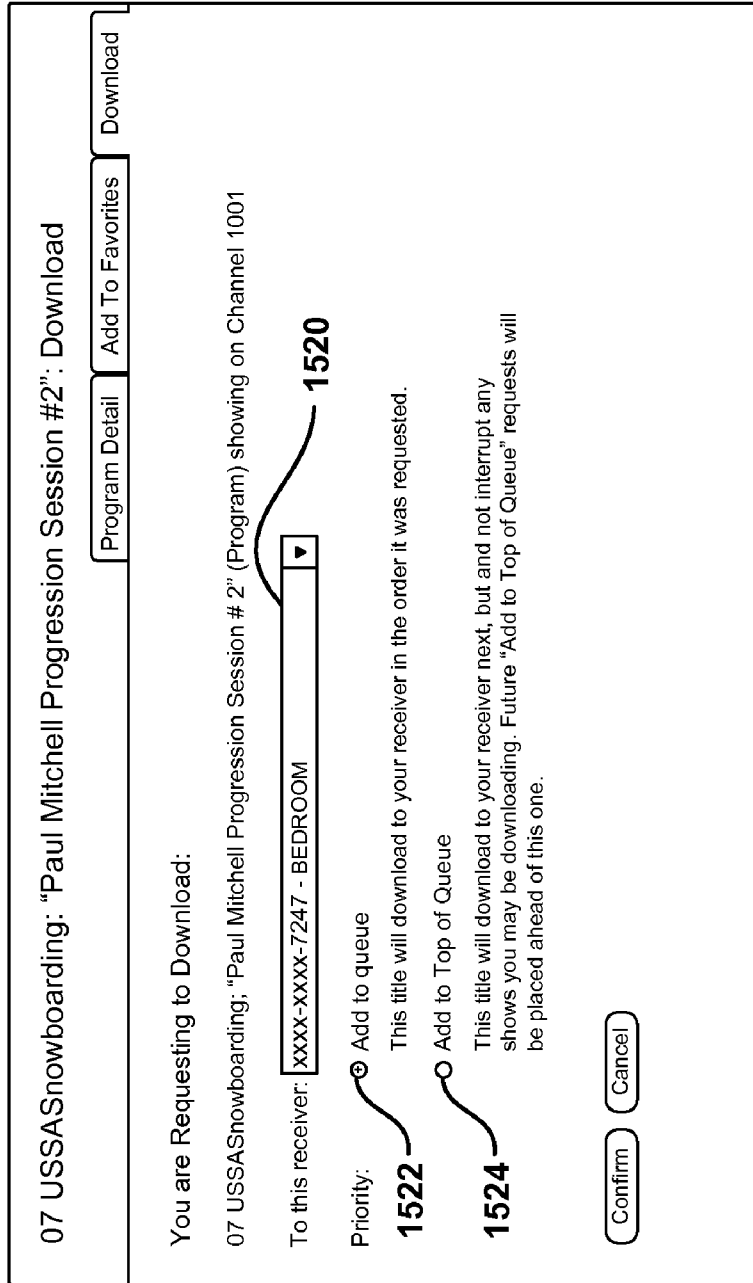 07 USSASnowboarding: “Paul Mitchell Progression Session #2”: Download
Program Detail
Add To Favorites
Download
You are Requesting to Download:
07 USSASnowboarding; “Paul Mitchell Progression Session # 2” (Program) showing on Channel 1001
To this receiver: xxxx-xxxx-7247 - BEDROOM
1520
Priority:
Add to queue
1522
This title will download to your receiver in the order it was requested.
Add to Top of Queue
1524
This title will download to your receiver next, but and not interrupt any
shows you may be downloading. Future “Add to Top of Queue” requests will
be placed ahead of this one.
Confirm
Cancel